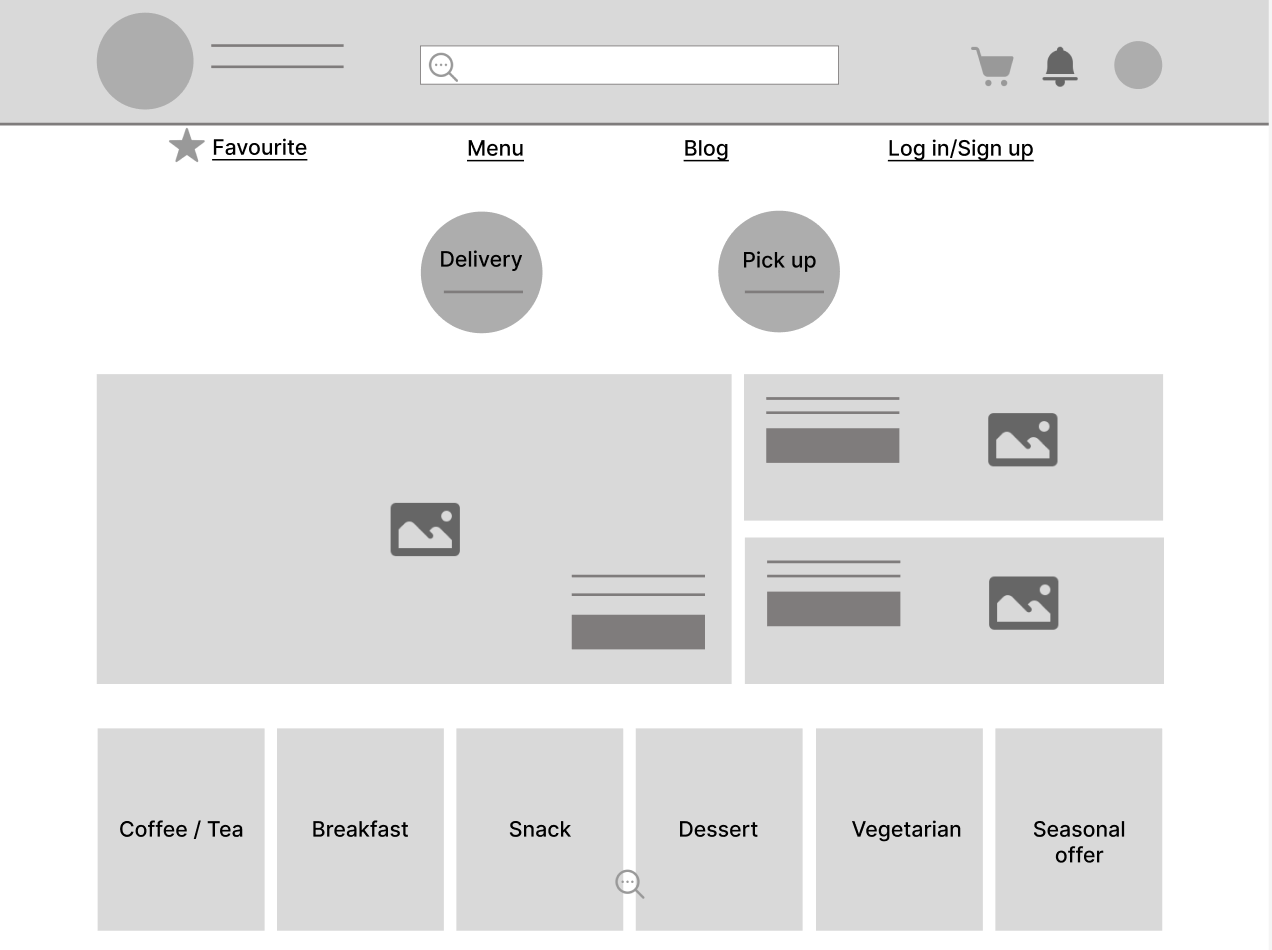 Favourite
Menu
Blog
Log in/Sign up
Delivery
Pick up
Coffee / Tea
Breakfast
Snack
Dessert
Vegetarian
Seasonal
offer